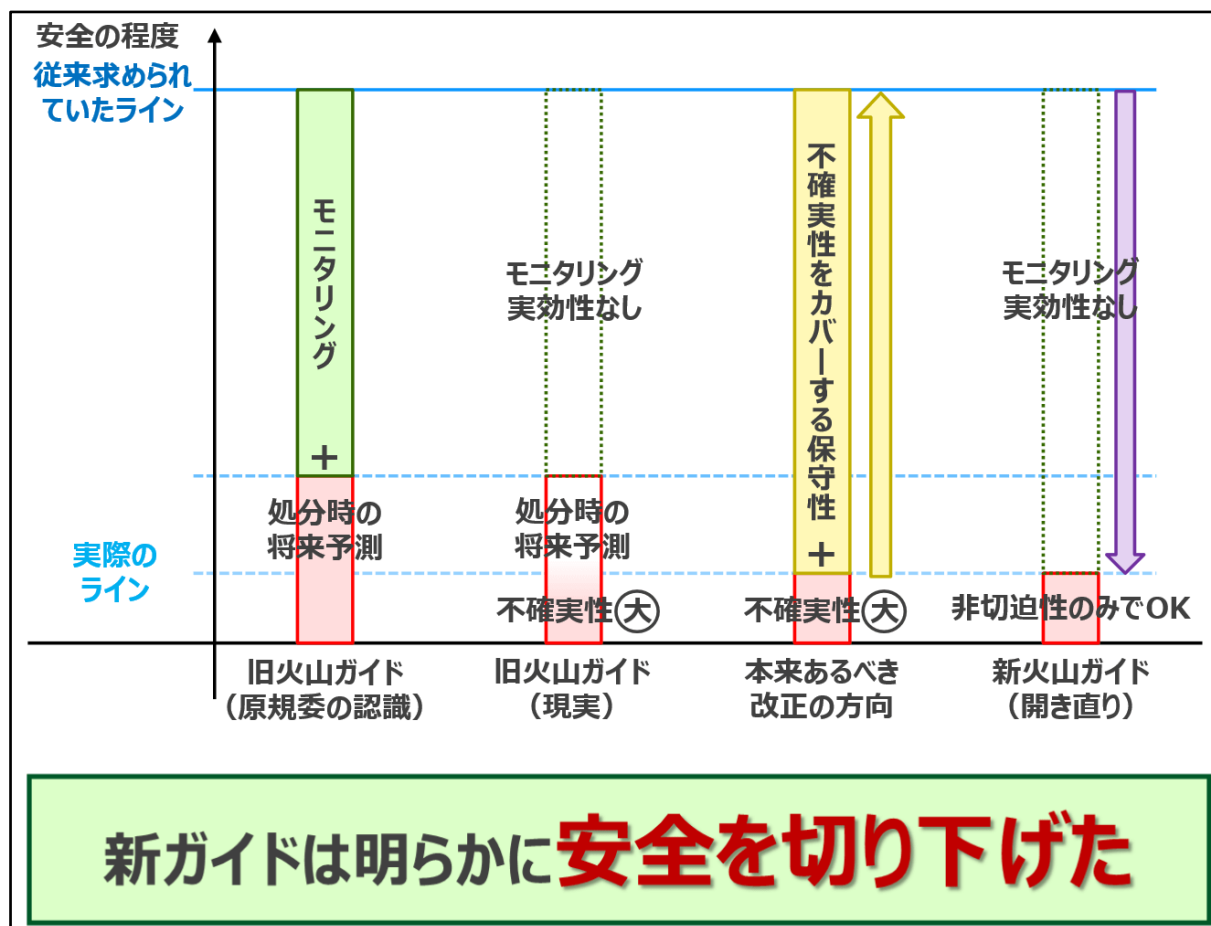 安全の程度
従来求められ
ていたライン
モニタリング
+
処分時の
将来予測
モニタリング
実効性なし
処分時の
将来予測
不確実性大
不確実性をカバーする保守性
+
不確実性大
モニタリング
実効性なし
非切迫性のみでOK
実際の
ライン
旧火山ガイド
(原規委の認識)
旧火山ガイド
(現実)
本来あるべき
改正の方向
新火山ガイド
(開き直り)
新ガイドは明らかに安全を切り下げた